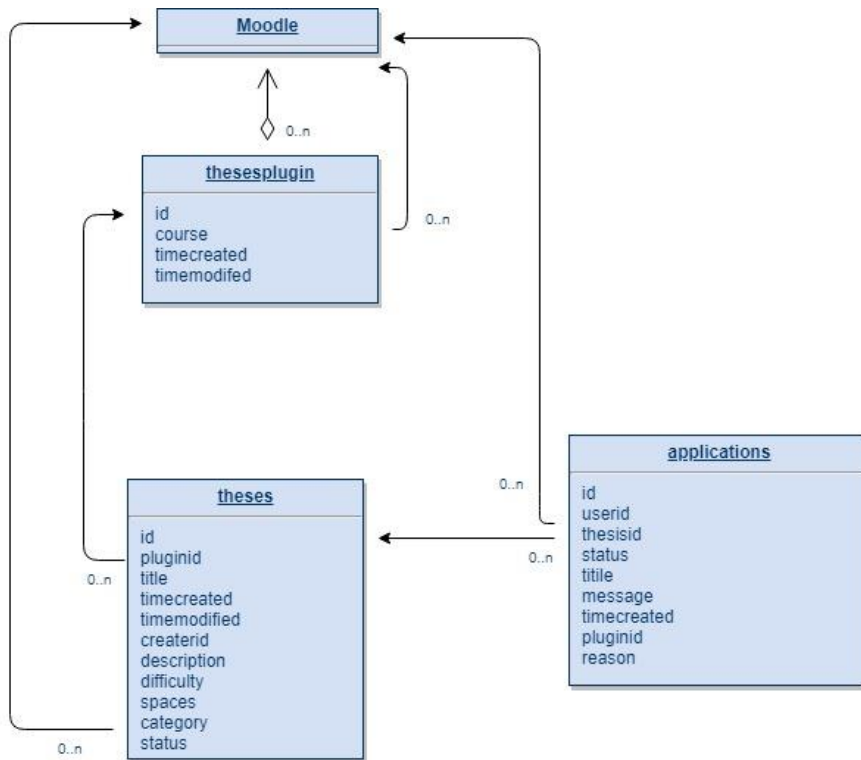 Moodle
0..n
thesesplugin
id
course
timecreated
timemodifed
0..n
applications
id
userid
thesisid
status
titile
message
timecreated
pluginid
reason
0..n
0..n
theses
id
pluginid
title
timecreated
timemodified
createrid
description
difficulty
spaces
category
status
0..n
0..n